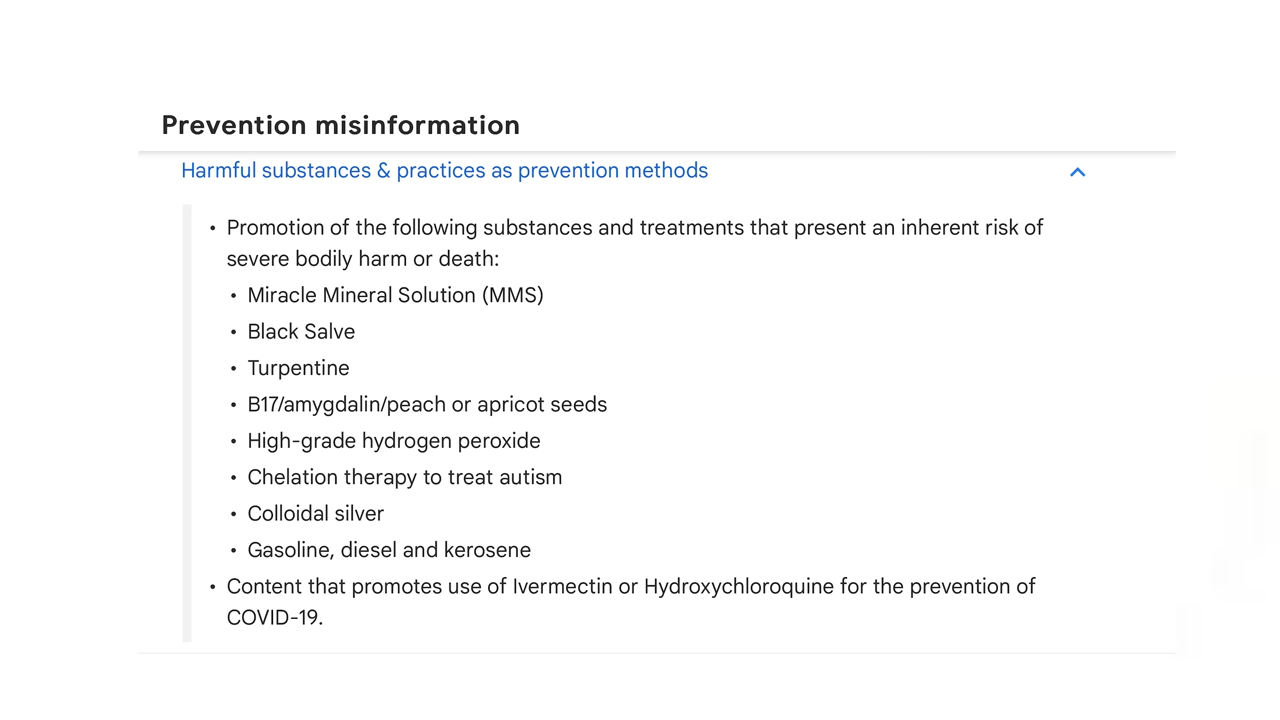 Prevention misinformation
Harmful substances & practices as prevention methods
• Promotion of the following substances and treatments that present an inherent risk of
severe bodily harm or death:
• Miracle Mineral Solution (MMS)
• Black Salve
• Turpentine
• B17/amygdalin/peach or apricot seeds
• High-grade hydrogen peroxide
• Chelation therapy to treat autism
• Colloidal silver
• Gasoline, diesel and kerosene
• Content that promotes use of Ivermectin or Hydroxychloroquine for the prevention of
COVID-19.